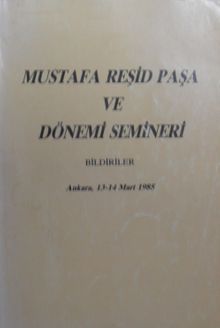 MUSTAFA REŞİD PAŞA
VE
DÖNEMİ SEMİNERİ
BİLDİRİLER
Ankara, 13-14 Mart 1985